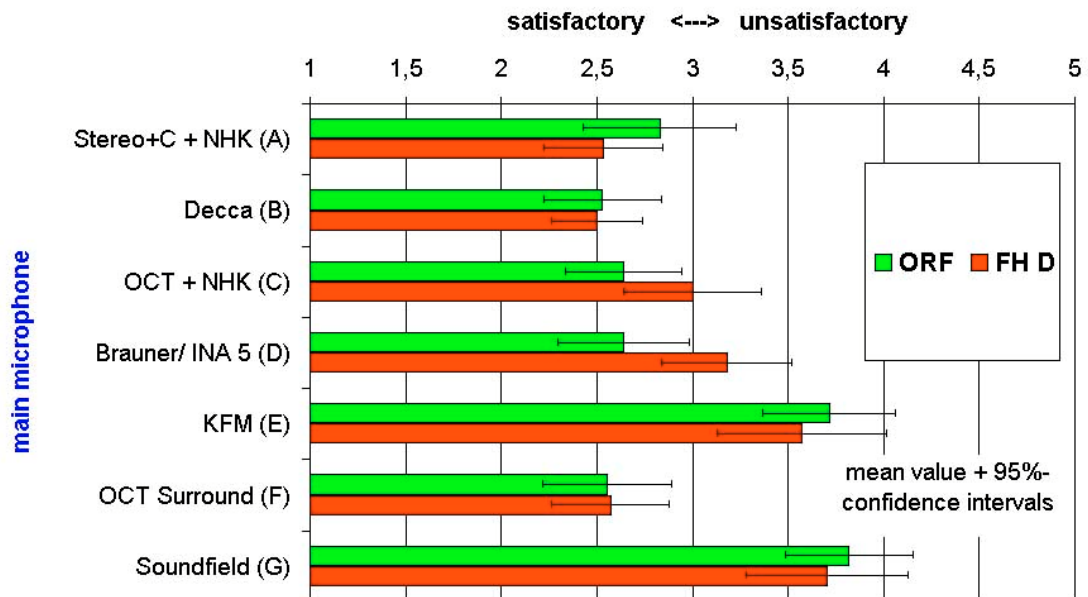 satisfactory <---> unsatisfactory
1 1,5 2 2,5 3 3,5 4 4,5 5
main microphone
Stereo+C + NHK (A)
Decca (B)
OCT + NHK (C)
Brauner/ INA 5 (D)
KFM (E)
OCT Surround (F)
Soundfield (G)
ORF FH D
mean value + 95%-
confidence intervals